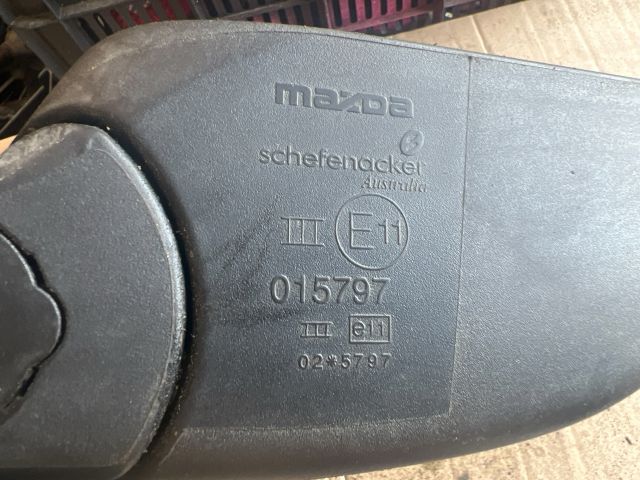 mazda
schefenacker
Australia
III E11
015797
III e11
02*5797